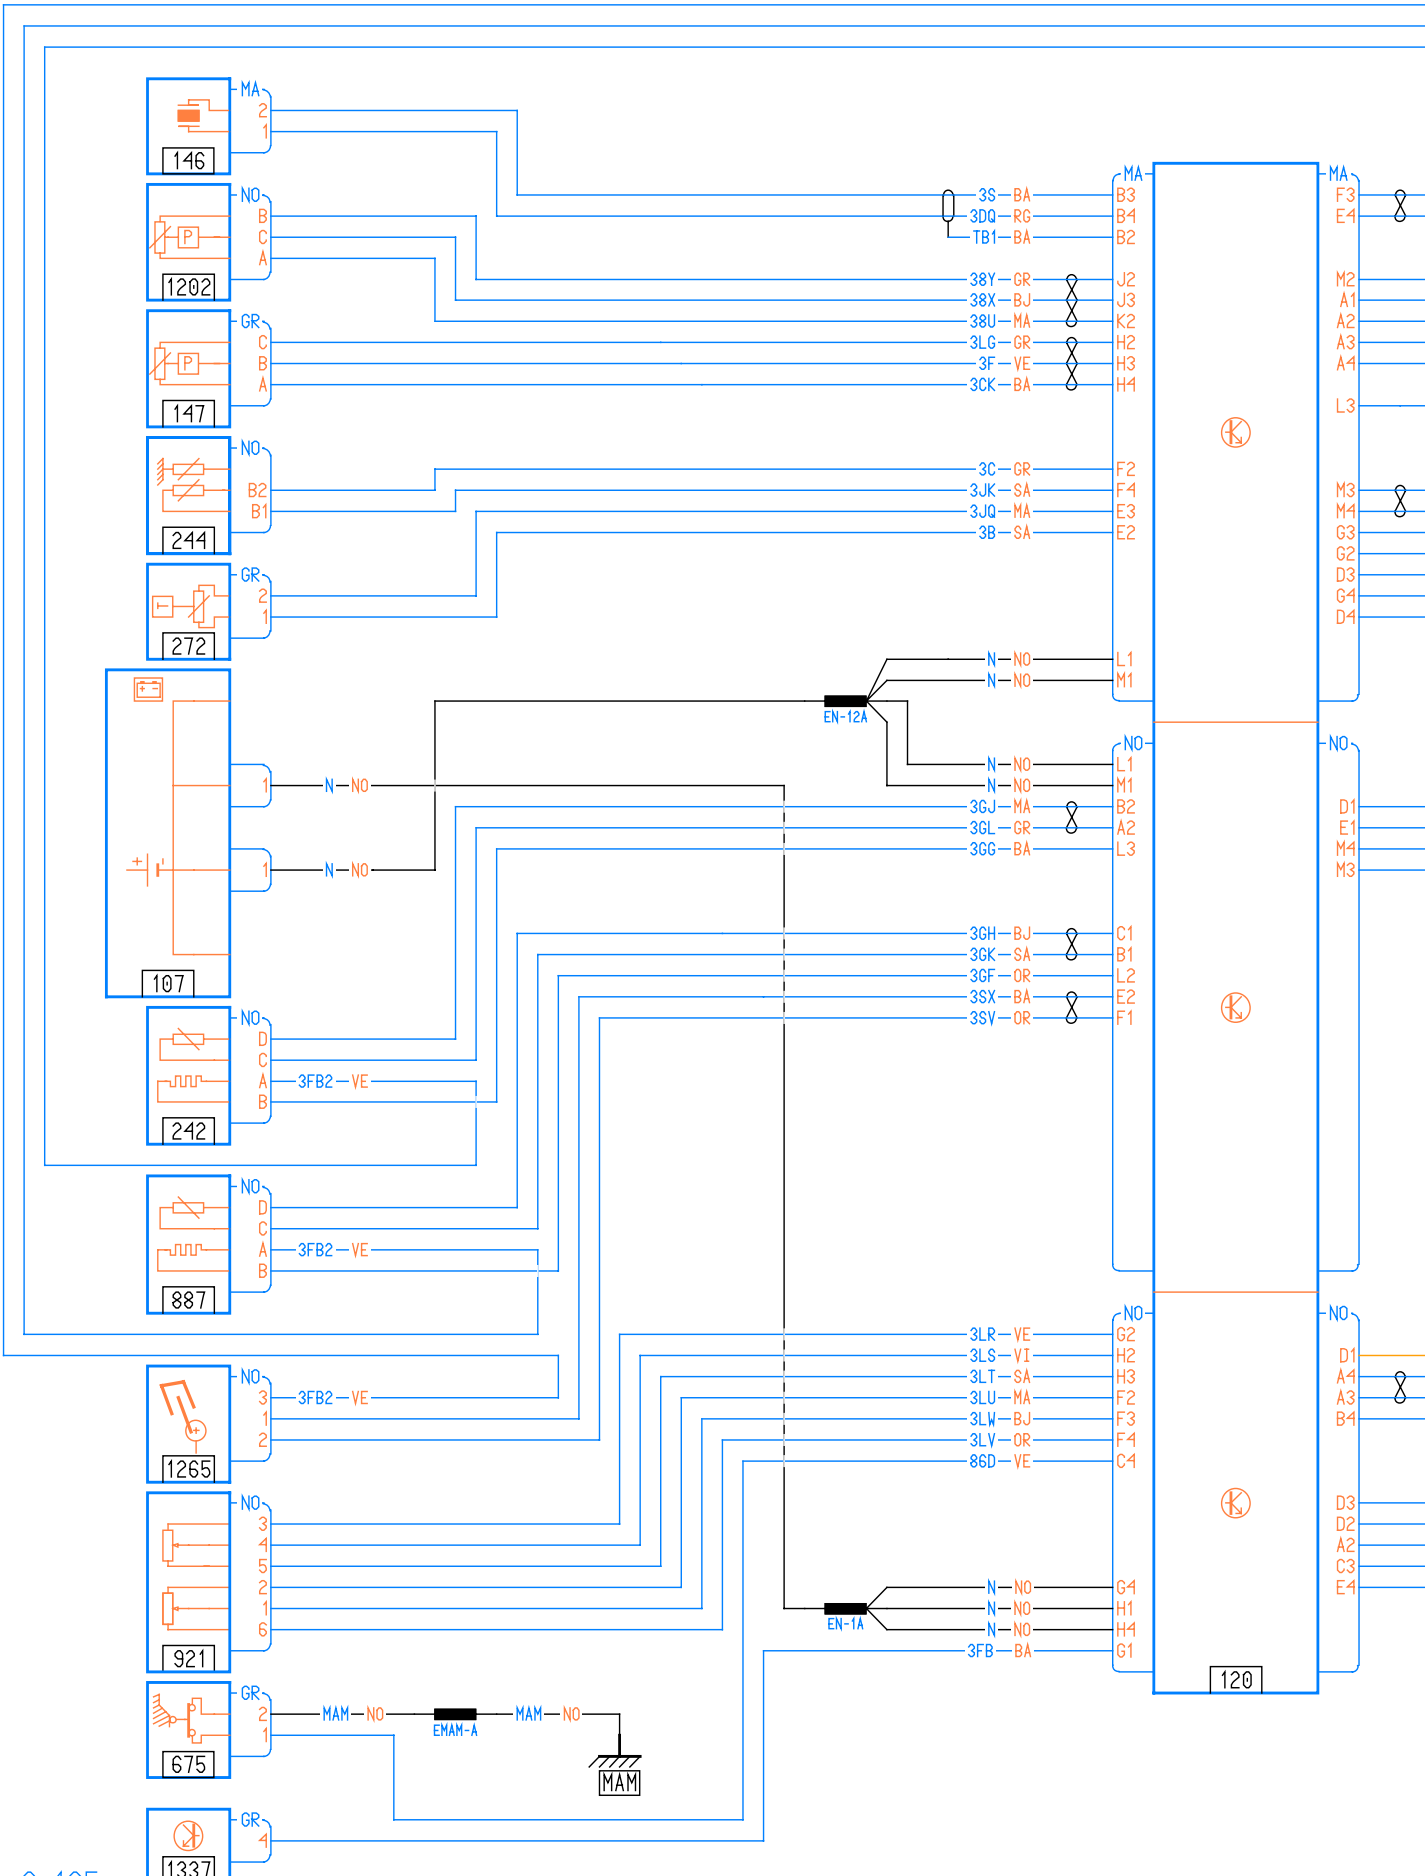 MA
2
1
146
NO
B
C
A
P
1202
GR
C
B
A
P
147
NO
B2
B1
244
GR
2
1
T
272
+ -
1 N NO
+ -
1 N NO
107
NO
D
C
A 3FB2 VE
B
242
NO
D
C
A 3FB2 VE
B
887
NO
3 3FB2 VE
1
2
+
1265
NO
3
4
5
2
1
6
921
GR
2 MAM NO EMAM-A MAM NO
1
675
MAM
GR
4
1337
EN-12A
EN-1A
MA
3S BA B3
3DQ RG B4
TB1 BA B2
38Y GR J2
38X BJ J3
38U MA K2
3LG GR H2
3F VE H3
3CK BA H4
3C GR F2
3JK SA F4
3JQ MA E3
3B SA E2
N NO L1
N NO M1
NO
N NO L1
N NO M1
3GJ MA B2
3GL GR A2
3GG BA L3
3GH BJ C1
3GK SA B1
3GF OR L2
3SX BA E2
3SV OR F1
NO
3LR VE G2
3LS VI H2
3LT SA H3
3LU MA F2
3LW BJ F3
3LV OR F4
86D VE C4
N NO G4
N NO H1
N NO H4
3FB BA G1
120
MA
F3
E4
M2
A1
A2
A3
A4
L3
M3
M4
G3
G2
D3
G4
D4
NO
D1
E1
M4
M3
NO
D1
A4
A3
B4
D3
D2
A2
C3
E4